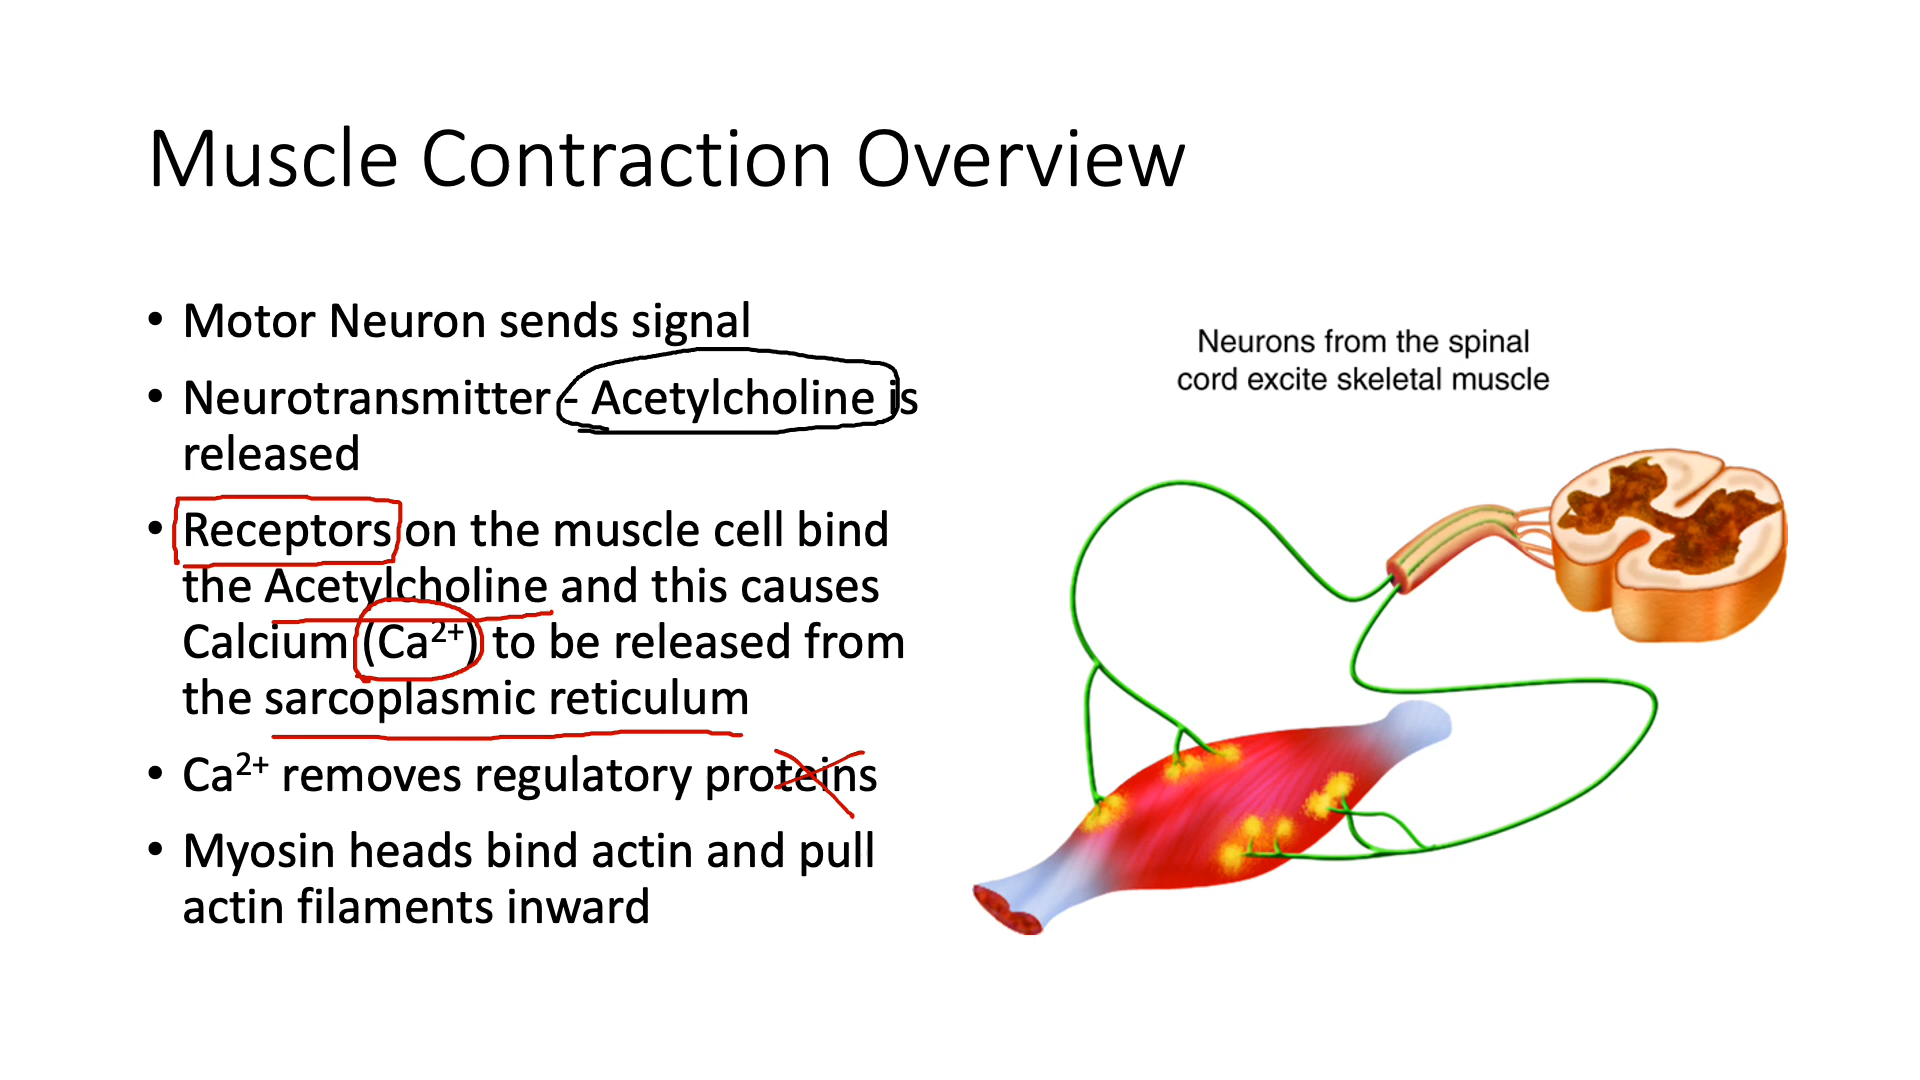 Muscle Contraction Overview
• Motor Neuron sends signal
• Neurotransmitter - Acetylcholine is
released
• Receptors on the muscle cell bind
the Acetylcholine and this causes
Calcium (Ca²⁺) to be released from
the sarcoplasmic reticulum
• Ca²⁺ removes regulatory proteins
• Myosin heads bind actin and pull
actin filaments inward
Neurons from the spinal
cord excite skeletal muscle